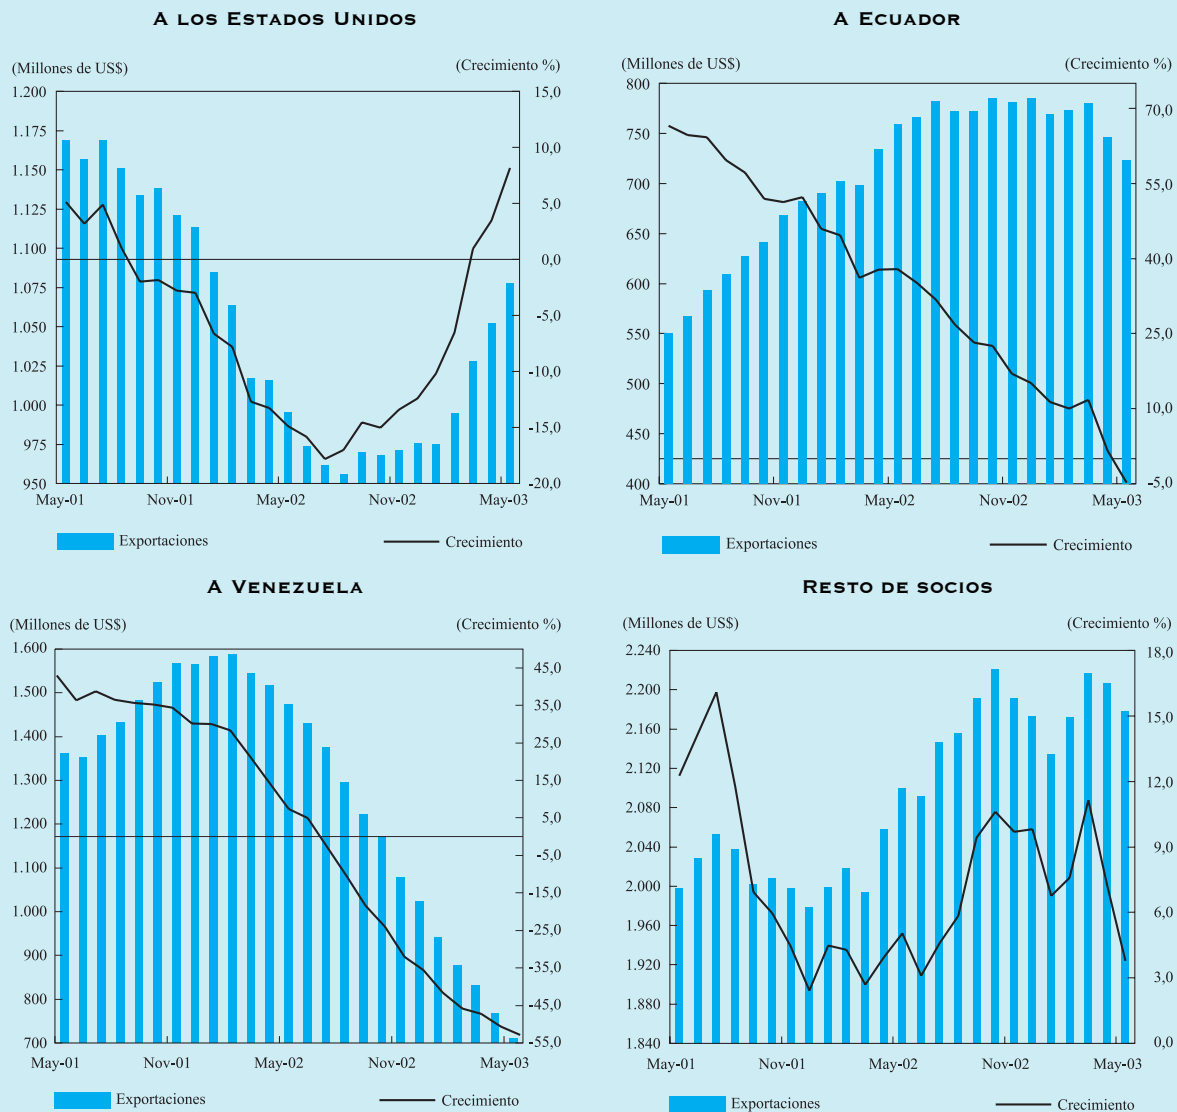 A LOS ESTADOS UNIDOS
(Millones de US$)
(Crecimiento %)
1.200
1.175
1.150
1.125
1.100
1.075
1.050
1.025
1.000
975
950
15,0
10,0
5,0
0,0
-5,0
-10,0
-15,0
-20,0
May-01
Nov-01
May-02
Nov-02
May-03
Exportaciones
Crecimiento
A ECUADOR
(Millones de US$)
(Crecimiento %)
800
750
700
650
600
550
500
450
400
70,0
55,0
40,0
25,0
10,0
-5,0
May-01
Nov-01
May-02
Nov-02
May-03
Exportaciones
Crecimiento
A VENEZUELA
(Millones de US$)
(Crecimiento %)
1.600
1.500
1.400
1.300
1.200
1.100
1.000
900
800
700
45,0
35,0
25,0
15,0
5,0
-5,0
-15,0
-25,0
-35,0
-45,0
-55,0
May-01
Nov-01
May-02
Nov-02
May-03
Exportaciones
Crecimiento
RESTO DE SOCIOS
(Millones de US$)
(Crecimiento %)
2.240
2.200
2.160
2.120
2.080
2.040
2.000
1.960
1.920
1.880
1.840
18,0
15,0
12,0
9,0
6,0
3,0
0,0
May-01
Nov-01
May-02
Nov-02
May-03
Exportaciones
Crecimiento